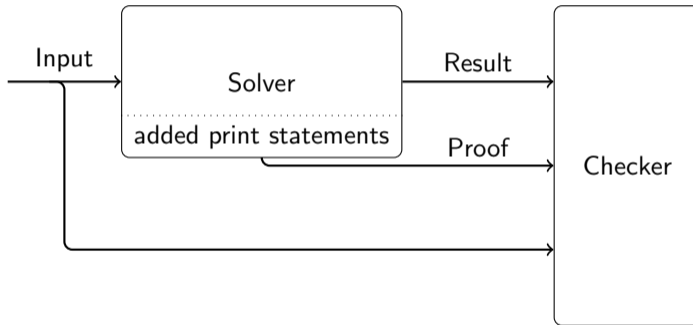 Input
Solver
added print statements
Result
Proof
Checker